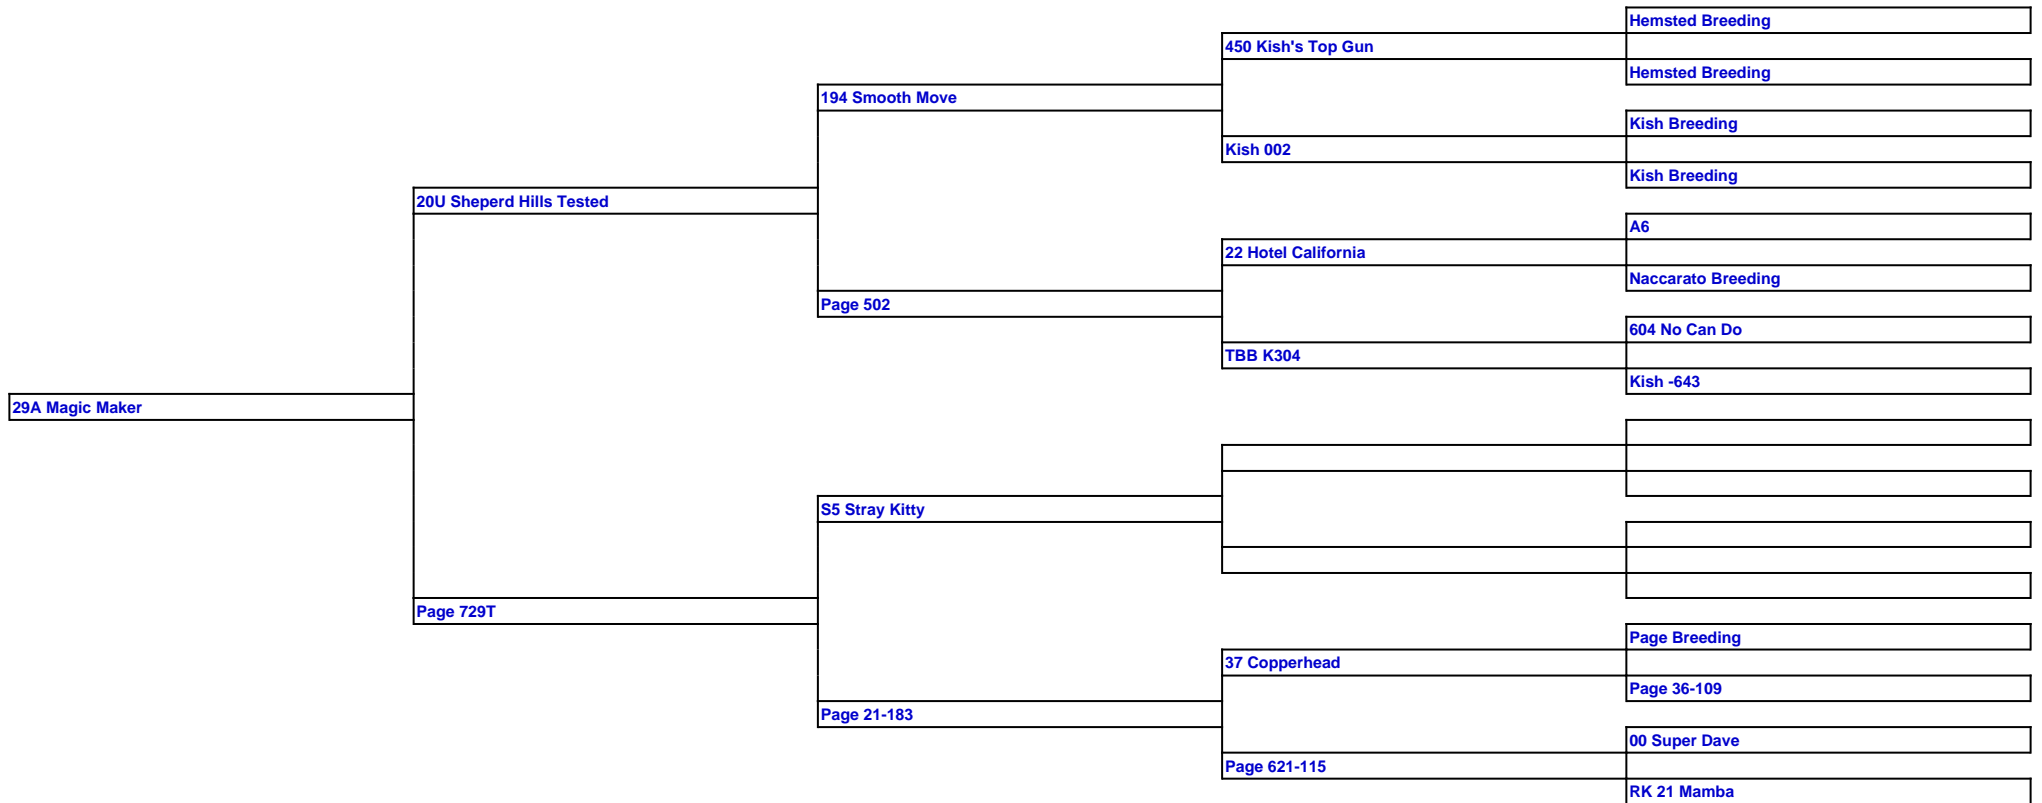 Hemsted Breeding
450 Kish's Top Gun
Hemsted Breeding
194 Smooth Move
Kish Breeding
Kish 002
Kish Breeding
20U Sheperd Hills Tested
A6
22 Hotel California
Naccarato Breeding
Page 502
604 No Can Do
TBB K304
Kish -643
29A Magic Maker
S5 Stray Kitty
Page 729T
Page Breeding
37 Copperhead
Page 36-109
Page 21-183
00 Super Dave
Page 621-115
RK 21 Mamba